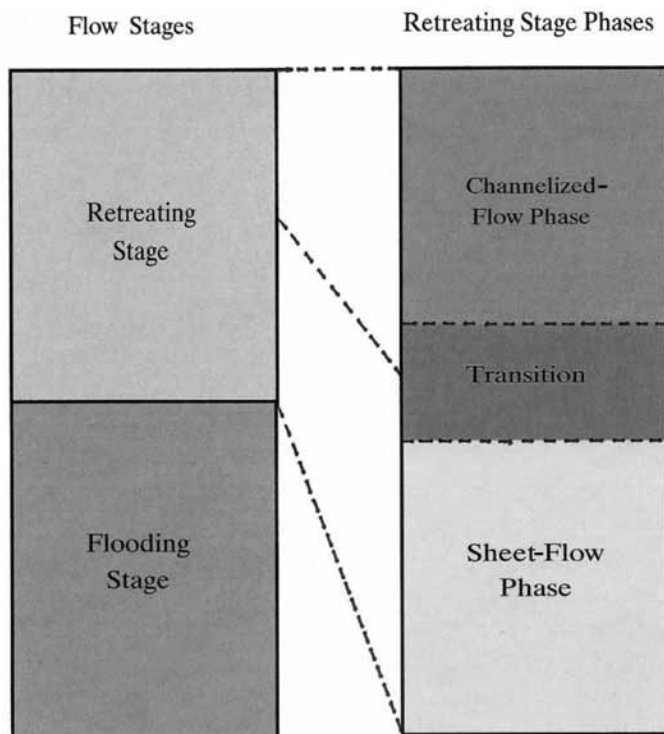 Flow Stages
Retreating Stage Phases
Retreating
Stage
Flooding
Stage
Channelized-
Flow Phase
Transition
Sheet-Flow
Phase